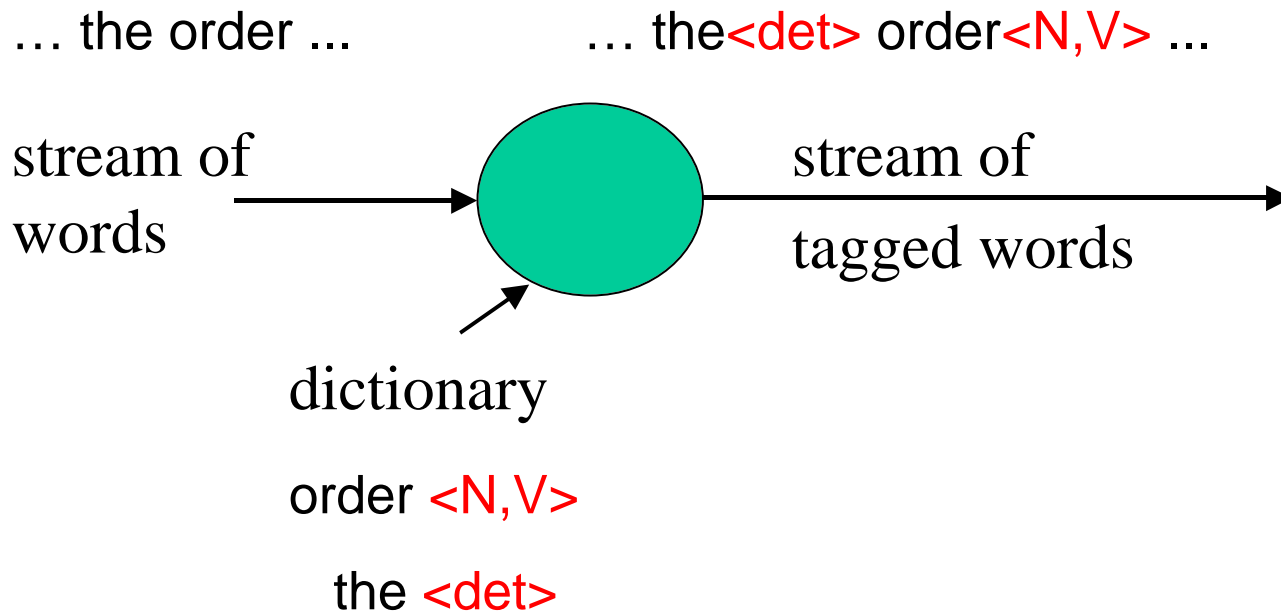 … the order ...
… the<det> order<N,V> ...
stream of
words
stream of
tagged words
dictionary
order <N,V>
the <det>